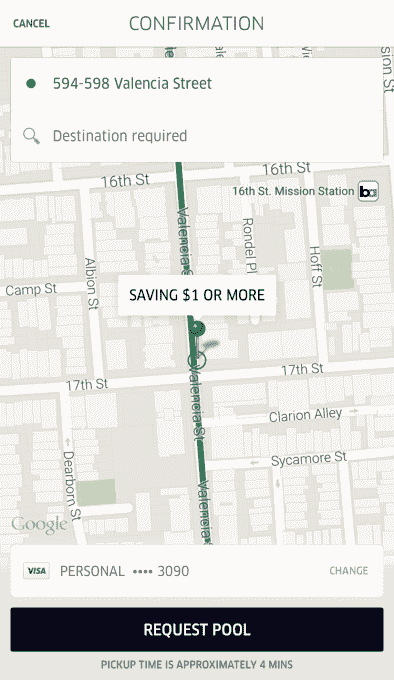 CANCEL
CONFIRMATION
594-598 Valencia Street
Destination required
16th St
16th St
16th St. Mission Station
ba
Valencia St
Rondel Pl
Hoff St
Albion St
Camp St
SAVING $1 OR MORE
17th St
17th St
Valencia St
Clarion Alley
Sycamore St
Dearborn St
Valencia
Google
VISA
PERSONAL •••• 3090
CHANGE
REQUEST POOL
PICKUP TIME IS APPROXIMATELY 4 MINS